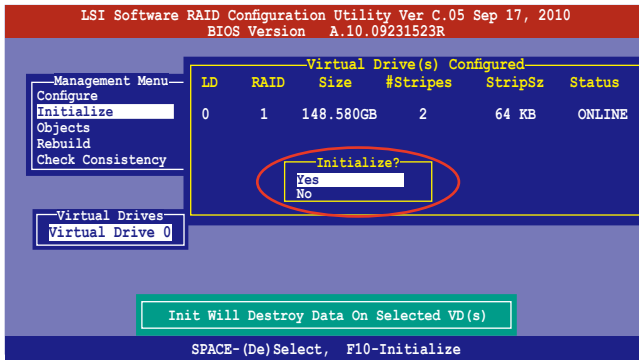 LSI Software RAID Configuration Utility Ver C.05 Sep 17, 2010
BIOS Version A.10.09231523R
Virtual Drive(s) Configured
LD RAID Size #Stripes StripSz Status
0 1 148.580GB 2 64 KB ONLINE
Management Menu
Configure
Initialize
Objects
Rebuild
Check Consistency
Initialize?
Yes
No
Virtual Drives
Virtual Drive 0
Init Will Destroy Data On Selected VD(s)
SPACE-(De)Select, F10-Initialize